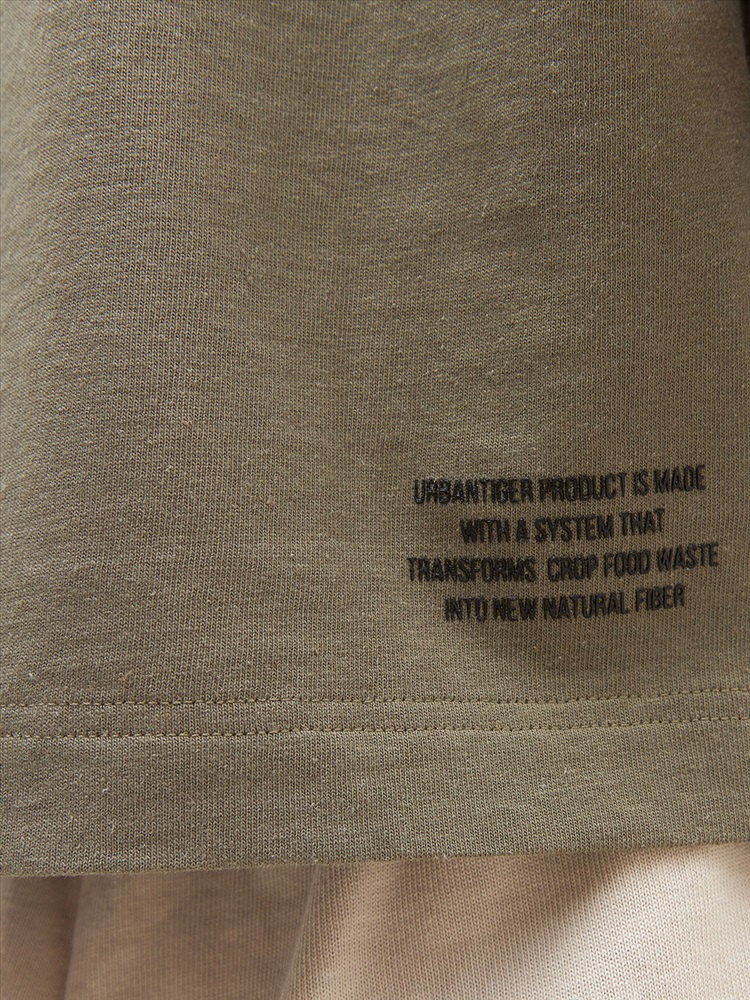 URBANTIGER PRODUCT IS MADE
WITH A SYSTEM THAT
TRANSFORMS CROP FOOD WASTE
INTO NEW NATURAL FIBER